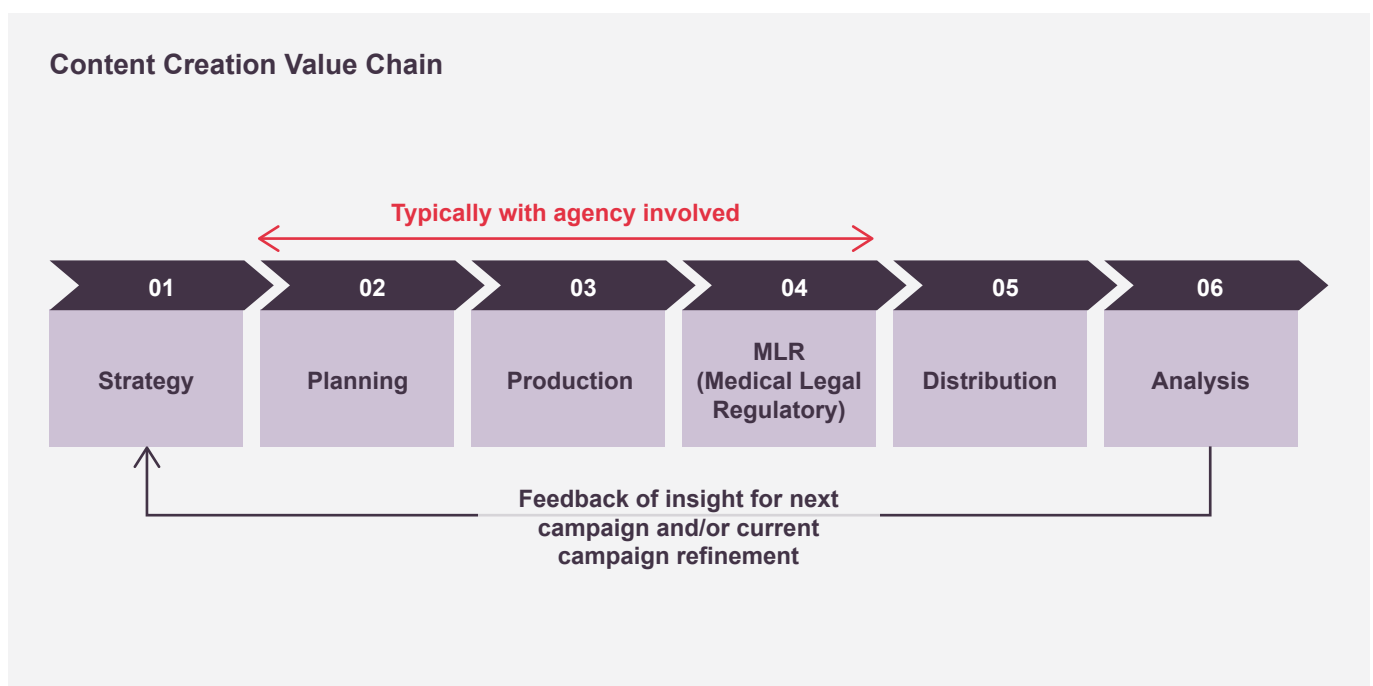 Content Creation Value Chain
Typically with agency involved
01
02
03
04
05
06
Strategy
Planning
Production
MLR
(Medical Legal
Regulatory)
Distribution
Analysis
Feedback of insight for next
campaign and/or current
campaign refinement